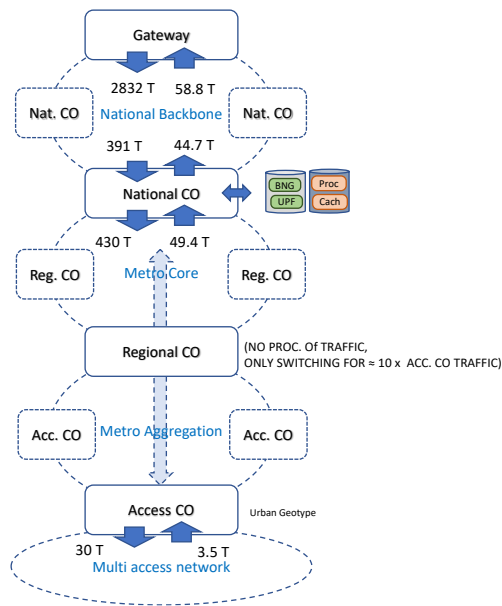 Gateway
2832 T 58.8 T
Nat. CO National Backbone Nat. CO
391 T 44.7 T
National CO
BNG Proc
UPF Cach
430 T 49.4 T
Reg. CO Metro Core Reg. CO
Regional CO
(NO PROC. Of TRAFFIC,
ONLY SWITCHING FOR ≈ 10 x ACC. CO TRAFFIC)
Acc. CO Metro Aggregation Acc. CO
Access CO
Urban Geotype
30 T 3.5 T
Multi access network